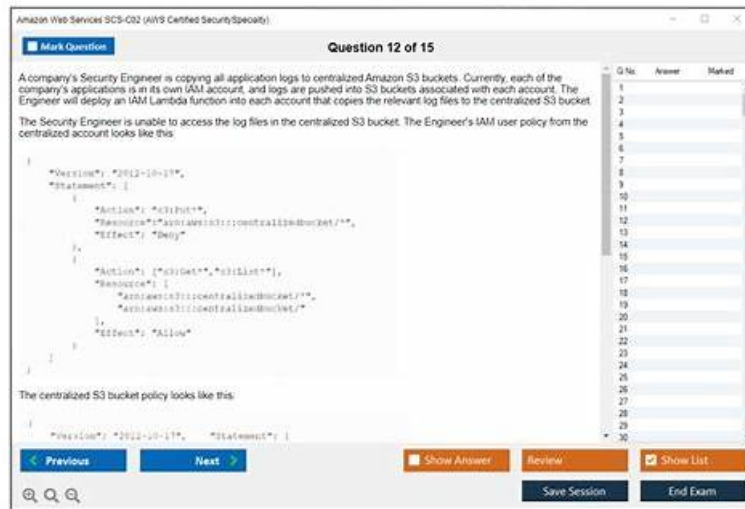 Amazon Web Services SCS-C02 (AWS Certified SecuritySpecialty)
Mark Question
Question 12 of 15
A company's Security Engineer is copying all application logs to centralized Amazon S3 buckets. Currently, each of the
company's applications is in its own IAM account, and logs are pushed into S3 buckets associated with each account. The
Engineer will deploy an IAM Lambda function into each account that copies the relevant log files to the centralized S3 bucket
The Security Engineer is unable to access the log files in the centralized S3 bucket. The Engineer's IAM user policy from the
centralized account looks like this
{
"Version": "2012-10-17",
"Statement": [
{
"Action": "s3:Put*",
"Resource":"arn:aws:s3:::centralizedbucket/*",
"Effect": "Deny"
},
{
"Action": ["s3:Get*","s3:List*"],
"Resource": [
"arn:aws:s3:::centralizedbucket/*",
"arn:aws:s3:::centralizedbucket/"
],
"Effect": "Allow"
}
]
}
The centralized S3 bucket policy looks like this:
{
"Version": "2012-10-17", "Statement": [
Q No. Answer Marked
1
2
3
4
5
6
7
8
9
10
11
12
13
14
15
16
17
18
19
20
21
22
23
24
25
26
27
28
29
30
Previous
Next
Show Answer
Review
Show List
Save Session
End Exam